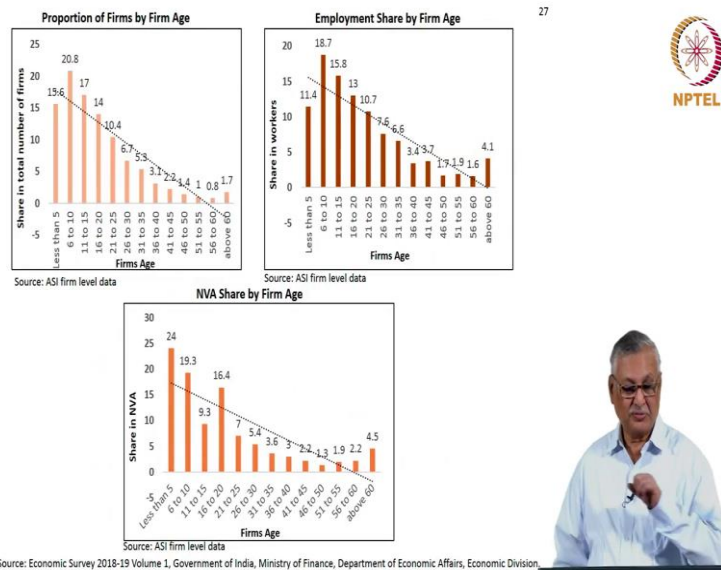 27
NPTEL
Proportion of Firms by Firm Age
Share in total number of firms
25
20
15
10
5
0
-5
15.6
20.8
17
14
10.4
6.7
5.3
3.1
2.2
1.4
1
0.8
1.7
Less than 5
6 to 10
11 to 15
16 to 20
21 to 25
26 to 30
31 to 35
36 to 40
41 to 45
46 to 50
51 to 55
56 to 60
above 60
Firms Age
Source: ASI firm level data
Employment Share by Firm Age
Share in workers
20
15
10
5
0
-5
11.4
18.7
15.8
13
10.7
7.6
6.6
3.4
3.7
1.7
1.9
1.6
4.1
Less than 5
6 to 10
11 to 15
16 to 20
21 to 25
26 to 30
31 to 35
36 to 40
41 to 45
46 to 50
51 to 55
56 to 60
above 60
Firms Age
Source: ASI firm level data
NVA Share by Firm Age
Share in NVA
30
25
20
15
10
5
0
-5
24
19.3
9.3
16.4
7
5.4
3.6
3
2.2
1.3
1.9
2.2
4.5
Less than 5
6 to 10
11 to 15
16 to 20
21 to 25
26 to 30
31 to 35
36 to 40
41 to 45
46 to 50
51 to 55
56 to 60
above 60
Firms Age
Source: ASI firm level data
Source: Economic Survey 2018-19 Volume 1, Government of India, Ministry of Finance, Department of Economic Affairs, Economic Division.